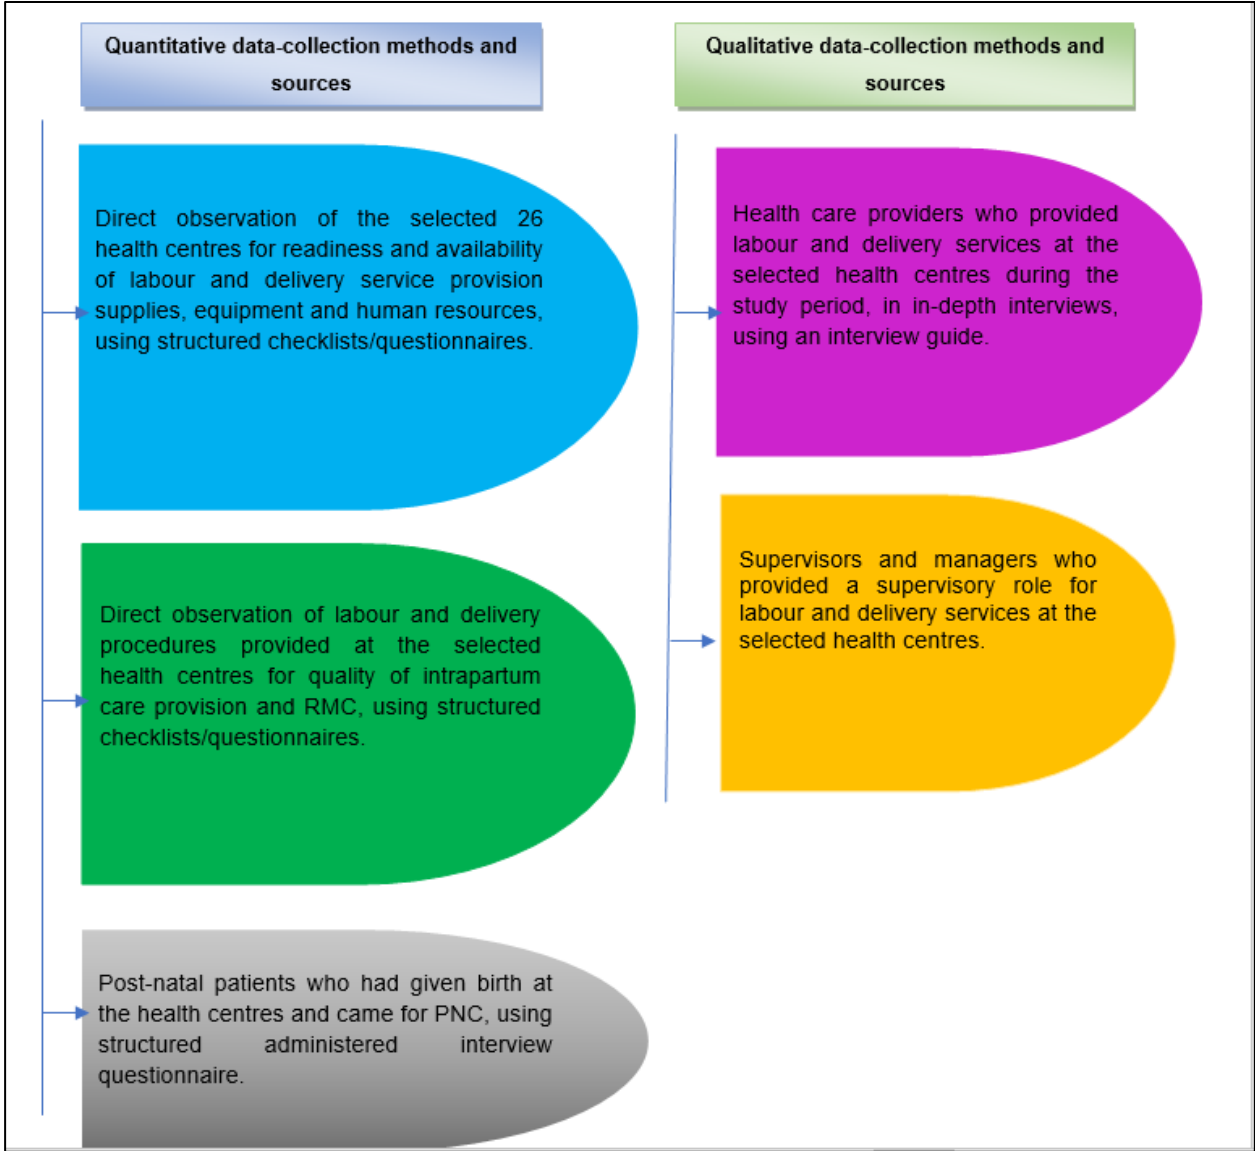 Quantitative data-collection methods and
sources
Direct observation of the selected 26
health centres for readiness and availability
of labour and delivery service provision
supplies, equipment and human resources,
using structured checklists/questionnaires.
Direct observation of labour and delivery
procedures provided at the selected
health centres for quality of intrapartum
care provision and RMC, using structured
checklists/questionnaires.
Post-natal patients who had given birth at
the health centres and came for PNC, using
structured administered interview
questionnaire.
Qualitative data-collection methods and
sources
Health care providers who provided
labour and delivery services at the
selected health centres during the
study period, in in-depth interviews,
using an interview guide.
Supervisors and managers who
provided a supervisory role for
labour and delivery services at the
selected health centres.